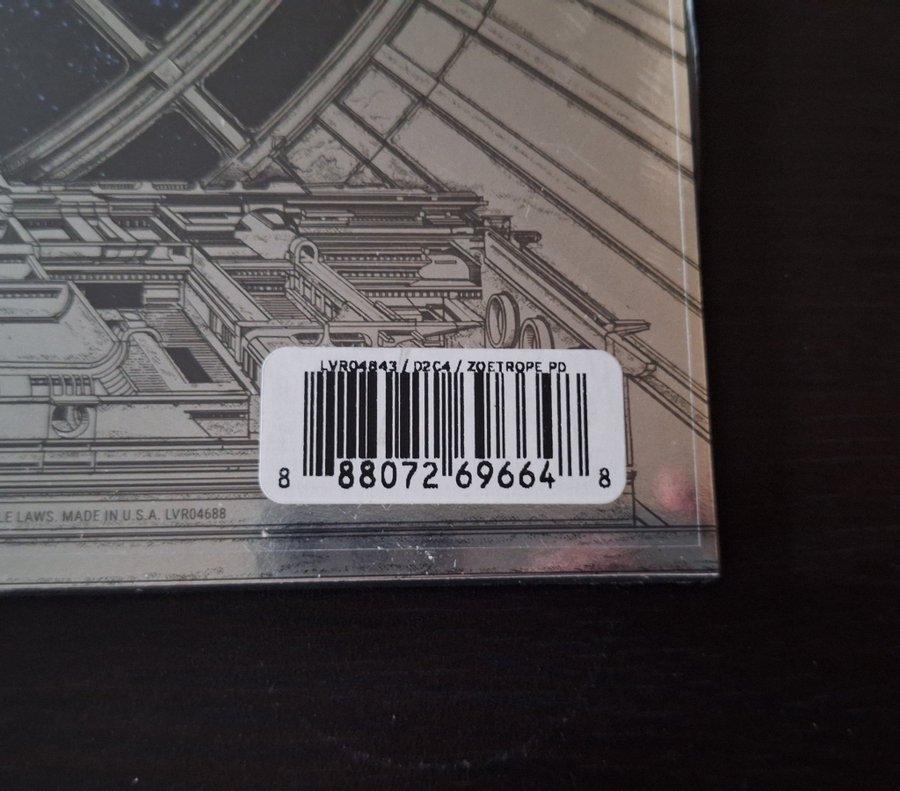 LVR04843 / D2C4 / ZOETROPE PD
8 88072 69664 8
LE LAWS. MADE IN U.S.A. LVR04688